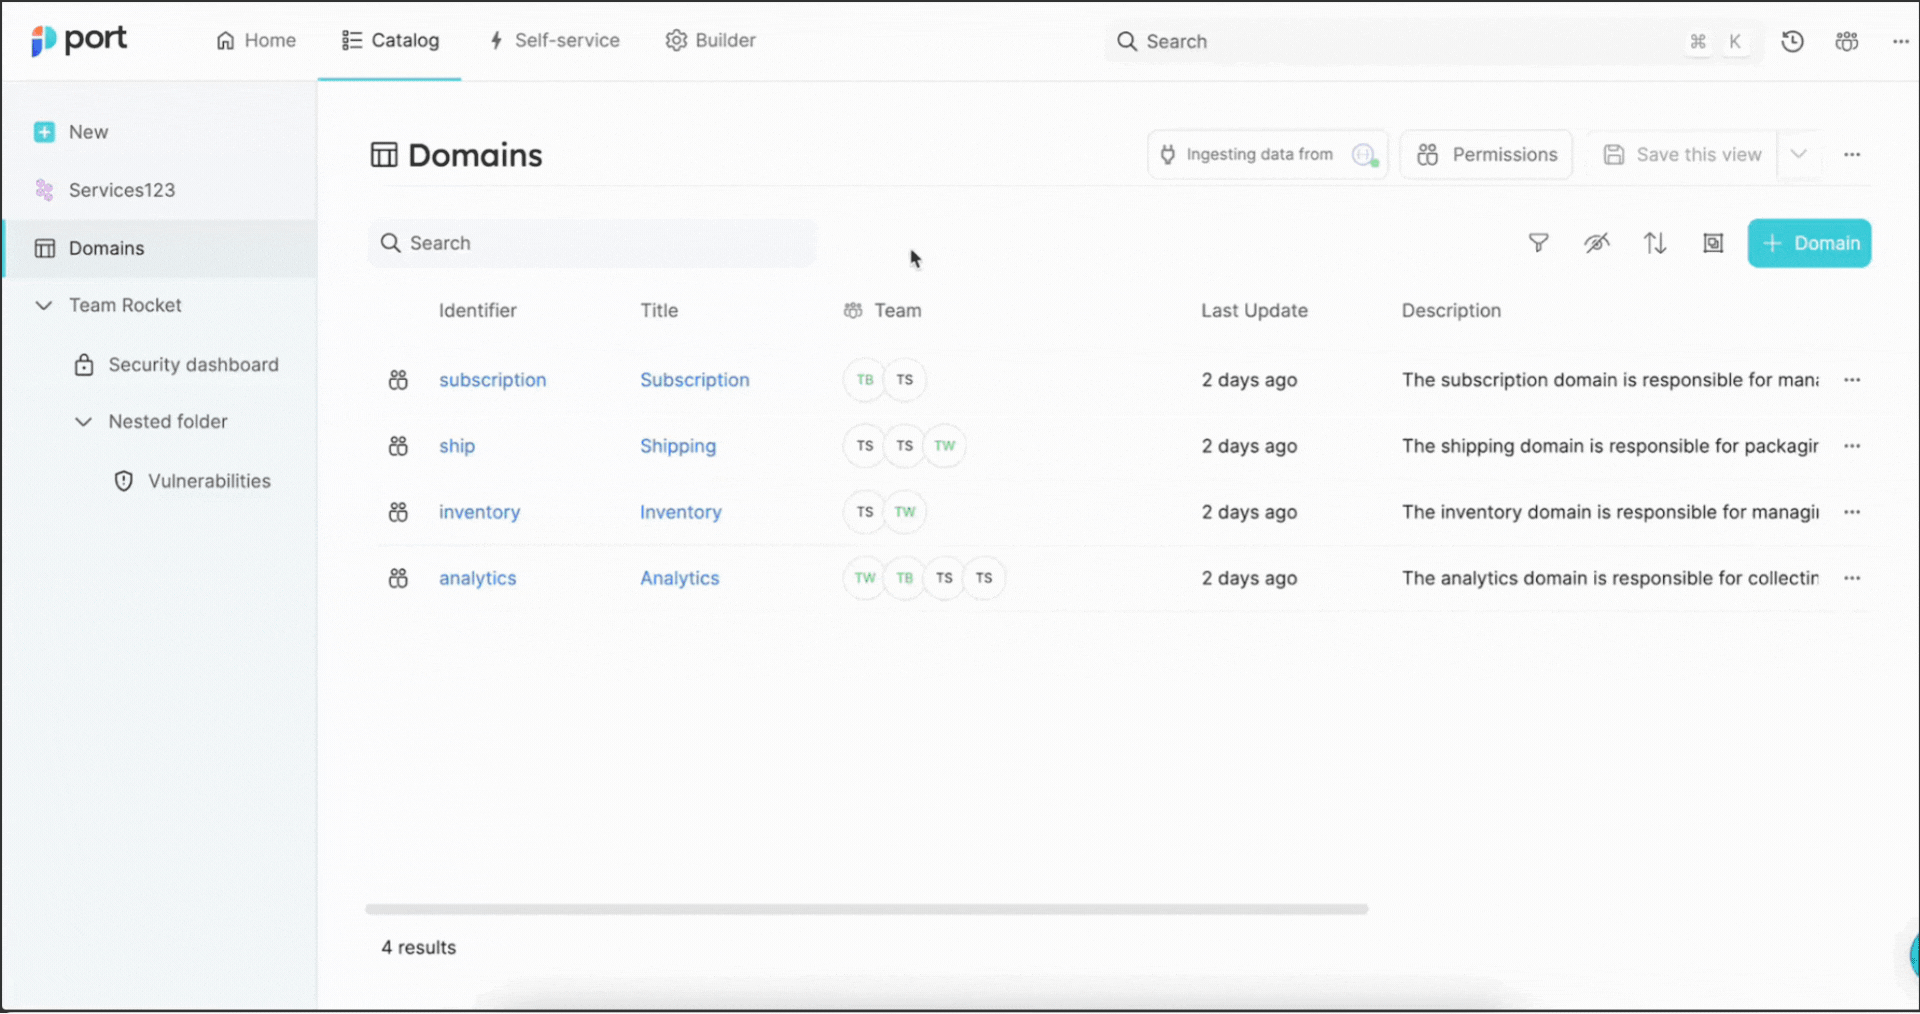 port
Home
Catalog
Self-service
Builder
Search
⌘ K
New
Services123
Domains
Team Rocket
Security dashboard
Nested folder
Vulnerabilities
Domains
Ingesting data from
Permissions
Save this view
Search
+ Domain
Identifier Title Team Last Update Description
subscription Subscription TB TS 2 days ago The subscription domain is responsible for mana
ship Shipping TS TS TW 2 days ago The shipping domain is responsible for packagin
inventory Inventory TS TW 2 days ago The inventory domain is responsible for managin
analytics Analytics TW TB TS TS 2 days ago The analytics domain is responsible for collectin
4 results